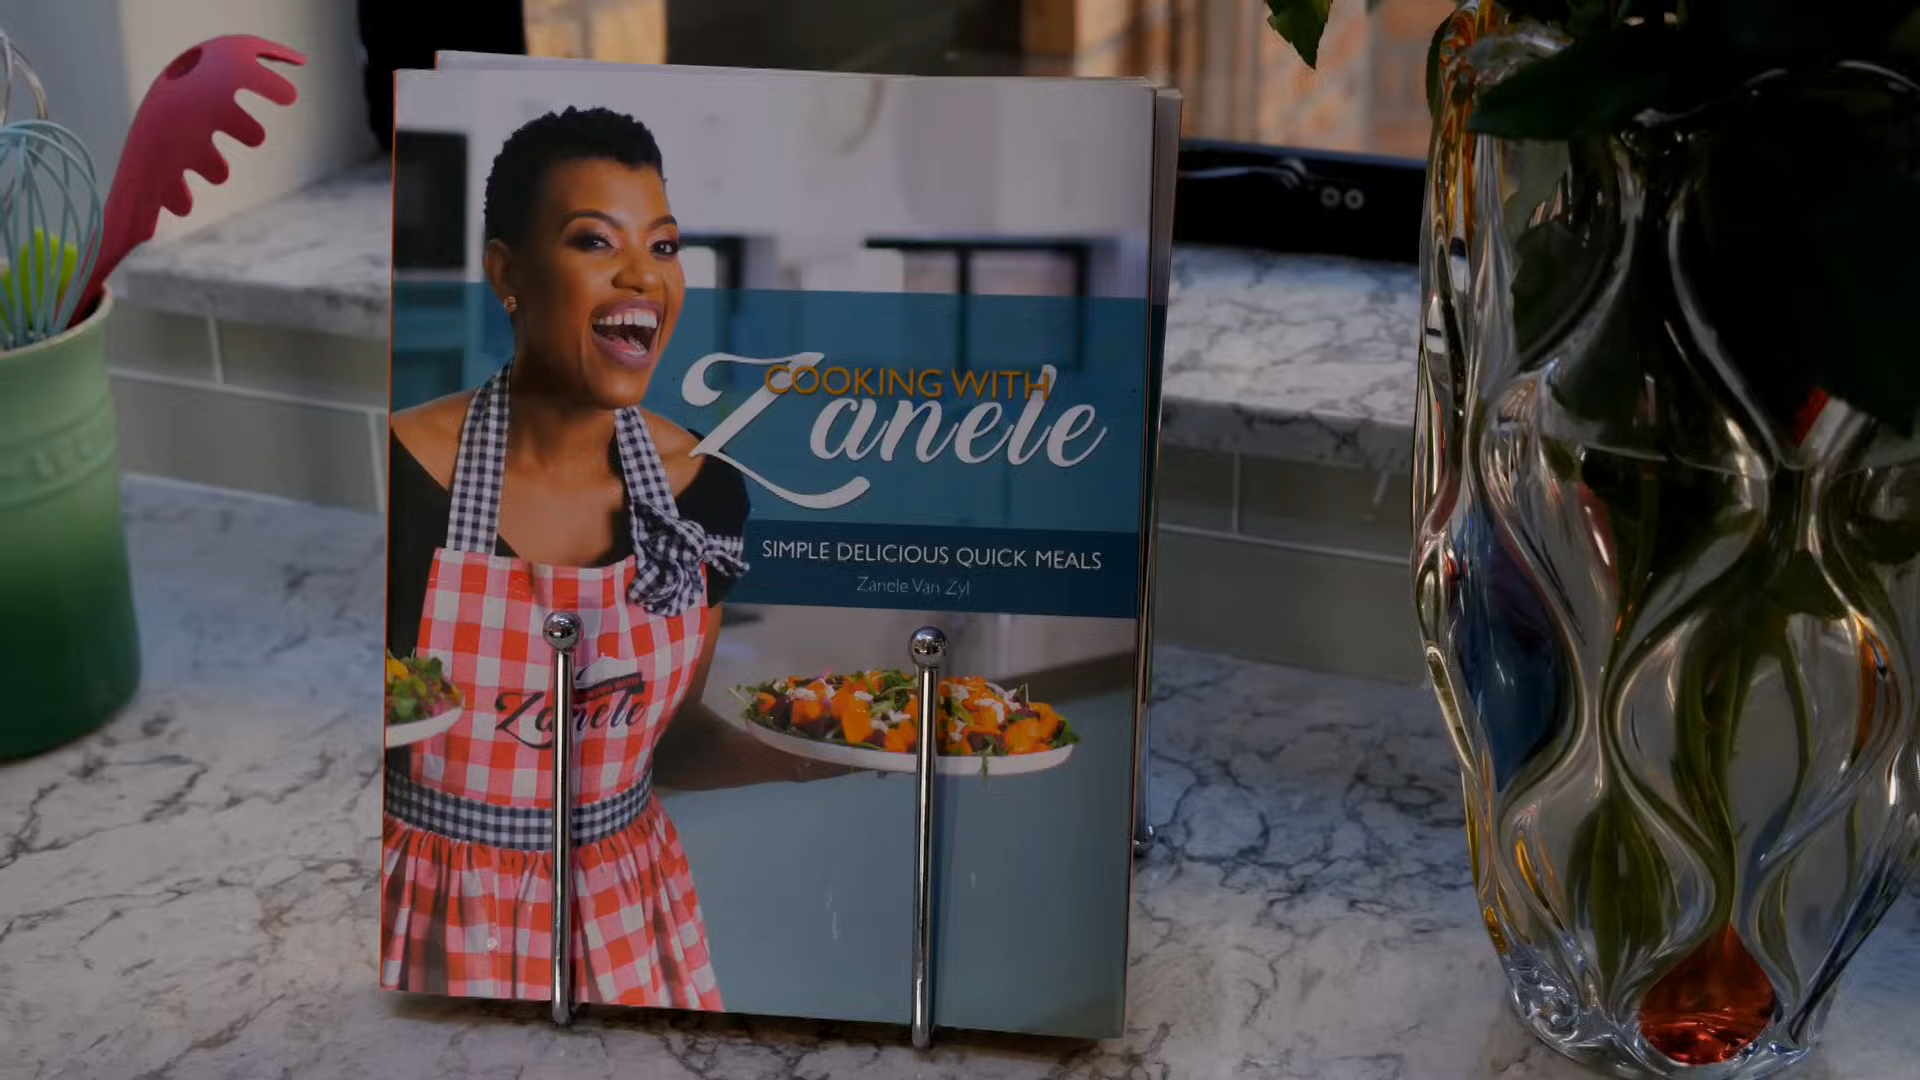 COOKING WITH
Zanele
SIMPLE DELICIOUS QUICK MEALS
Zanele Van Zyl
Zanele